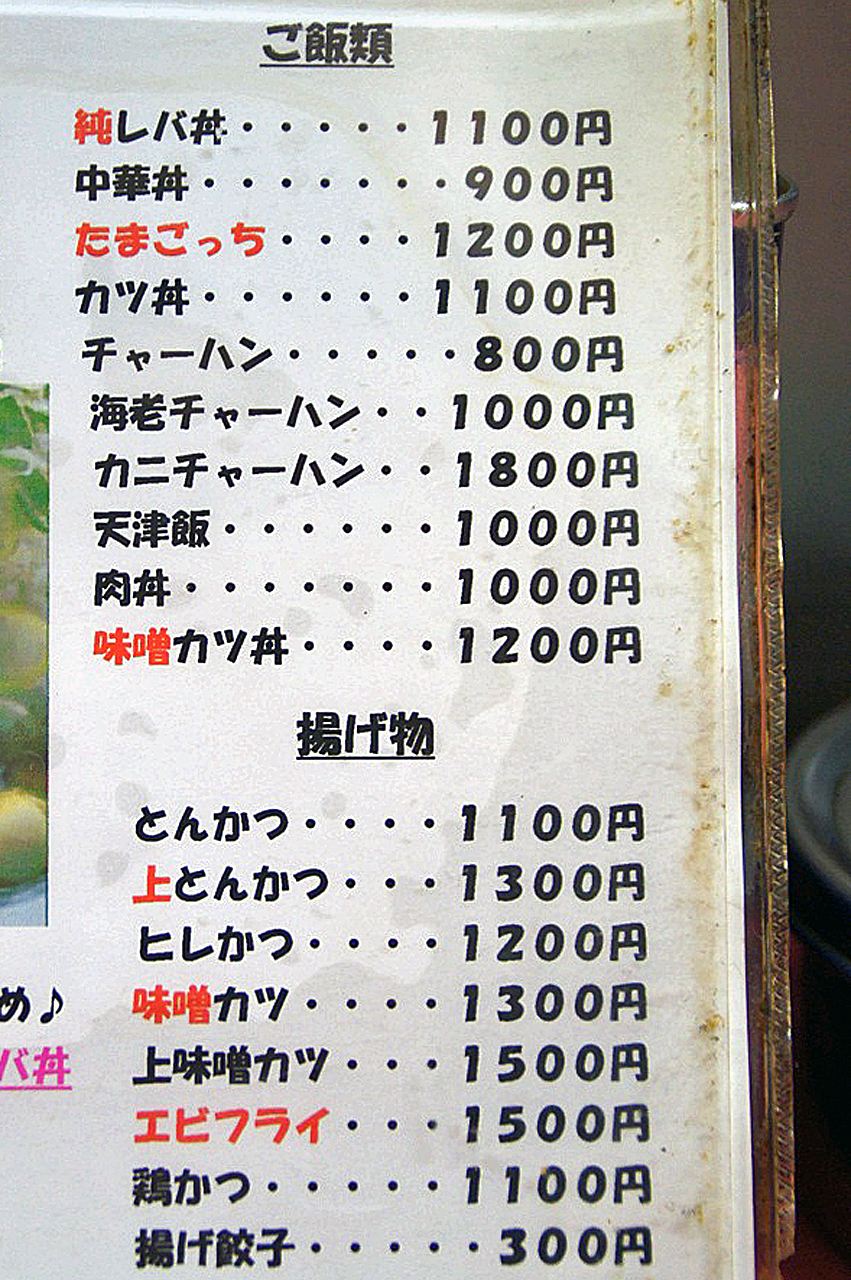 ご飯類
純レバ丼・・・・・1100円
中華丼・・・・・・・900円
たまごっち・・・・1200円
カツ丼・・・・・・1100円
チャーハン・・・・・800円
海老チャーハン・・1000円
カニチャーハン・・1800円
天津飯・・・・・・1000円
肉丼・・・・・・・1000円
味噌カツ丼・・・・1200円
揚げ物
とんかつ・・・・1100円
上とんかつ・・・1300円
ヒレかつ・・・・1200円
味噌カツ・・・・1300円
上味噌カツ・・・1500円
エビフライ・・・1500円
鶏かつ・・・・・1100円
揚げ餃子・・・・・300円
め♪
バ丼